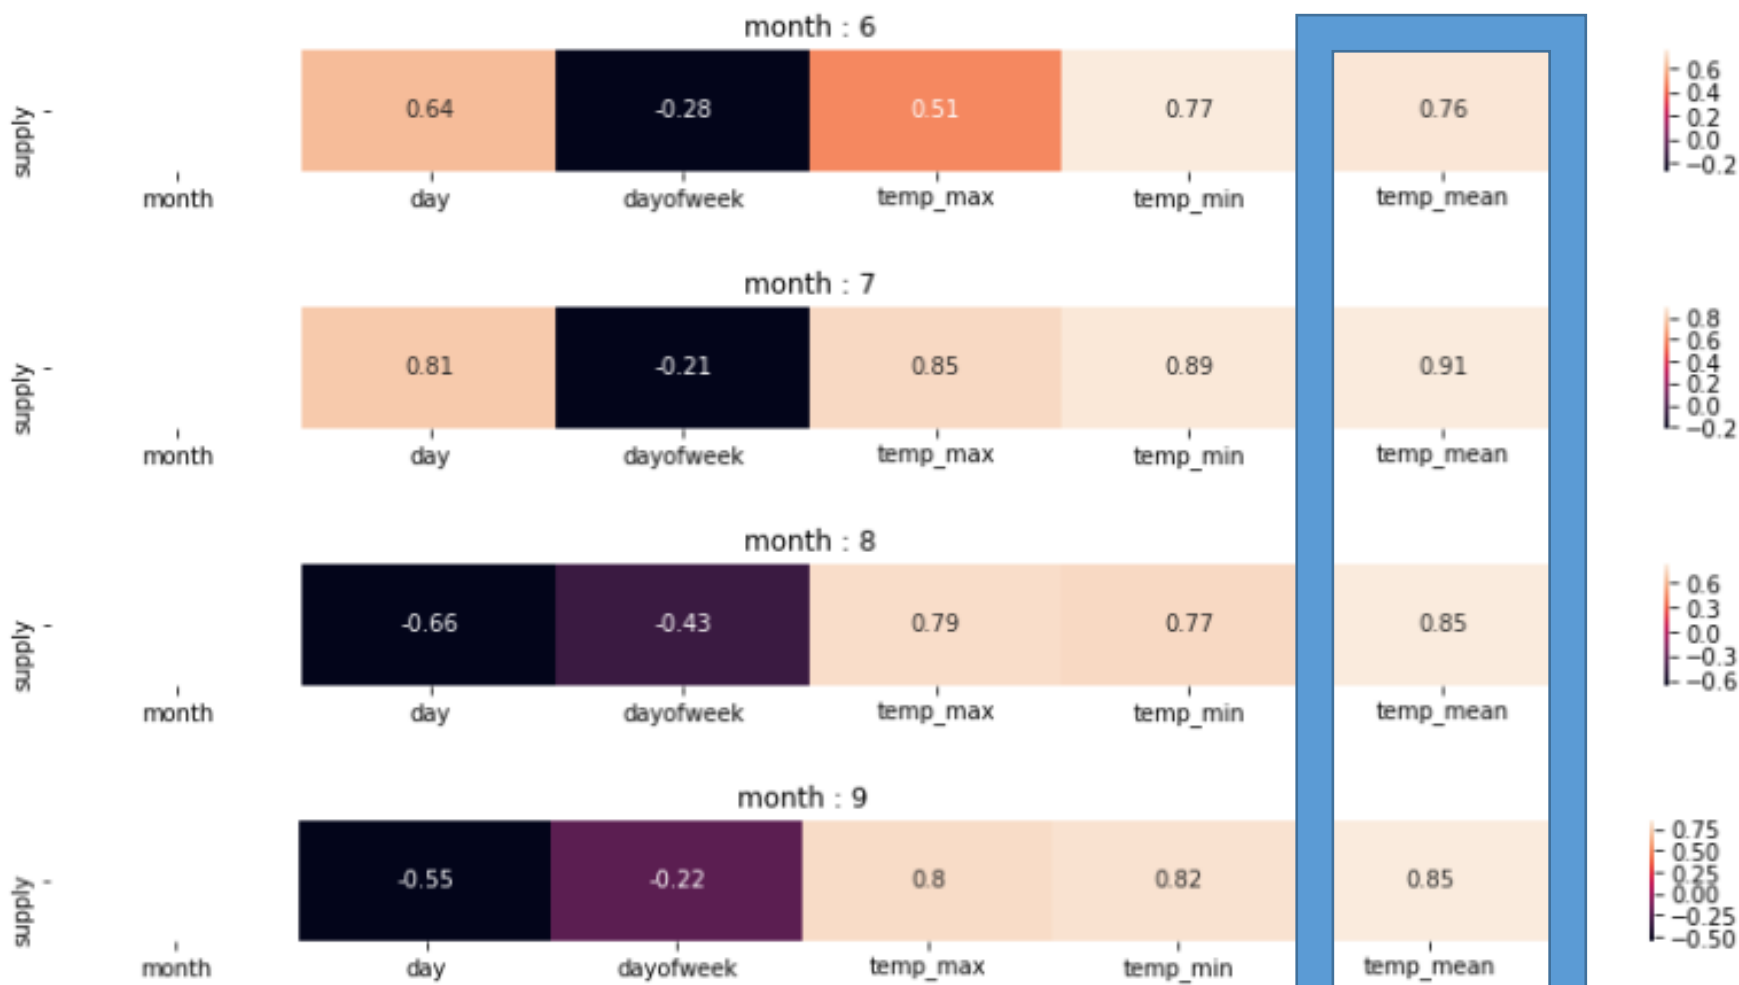 month : 6
supply
0.64 -0.28 0.51 0.77 0.76
month day dayofweek temp_max temp_min temp_mean
0.6
0.4
0.2
0.0
−0.2
month : 7
supply
0.81 -0.21 0.85 0.89 0.91
month day dayofweek temp_max temp_min temp_mean
0.8
0.6
0.4
0.2
0.0
−0.2
month : 8
supply
-0.66 -0.43 0.79 0.77 0.85
month day dayofweek temp_max temp_min temp_mean
0.6
0.3
0.0
−0.3
−0.6
month : 9
supply
-0.55 -0.22 0.8 0.82 0.85
month day dayofweek temp_max temp_min temp_mean
0.75
0.50
0.25
0.00
−0.25
−0.50